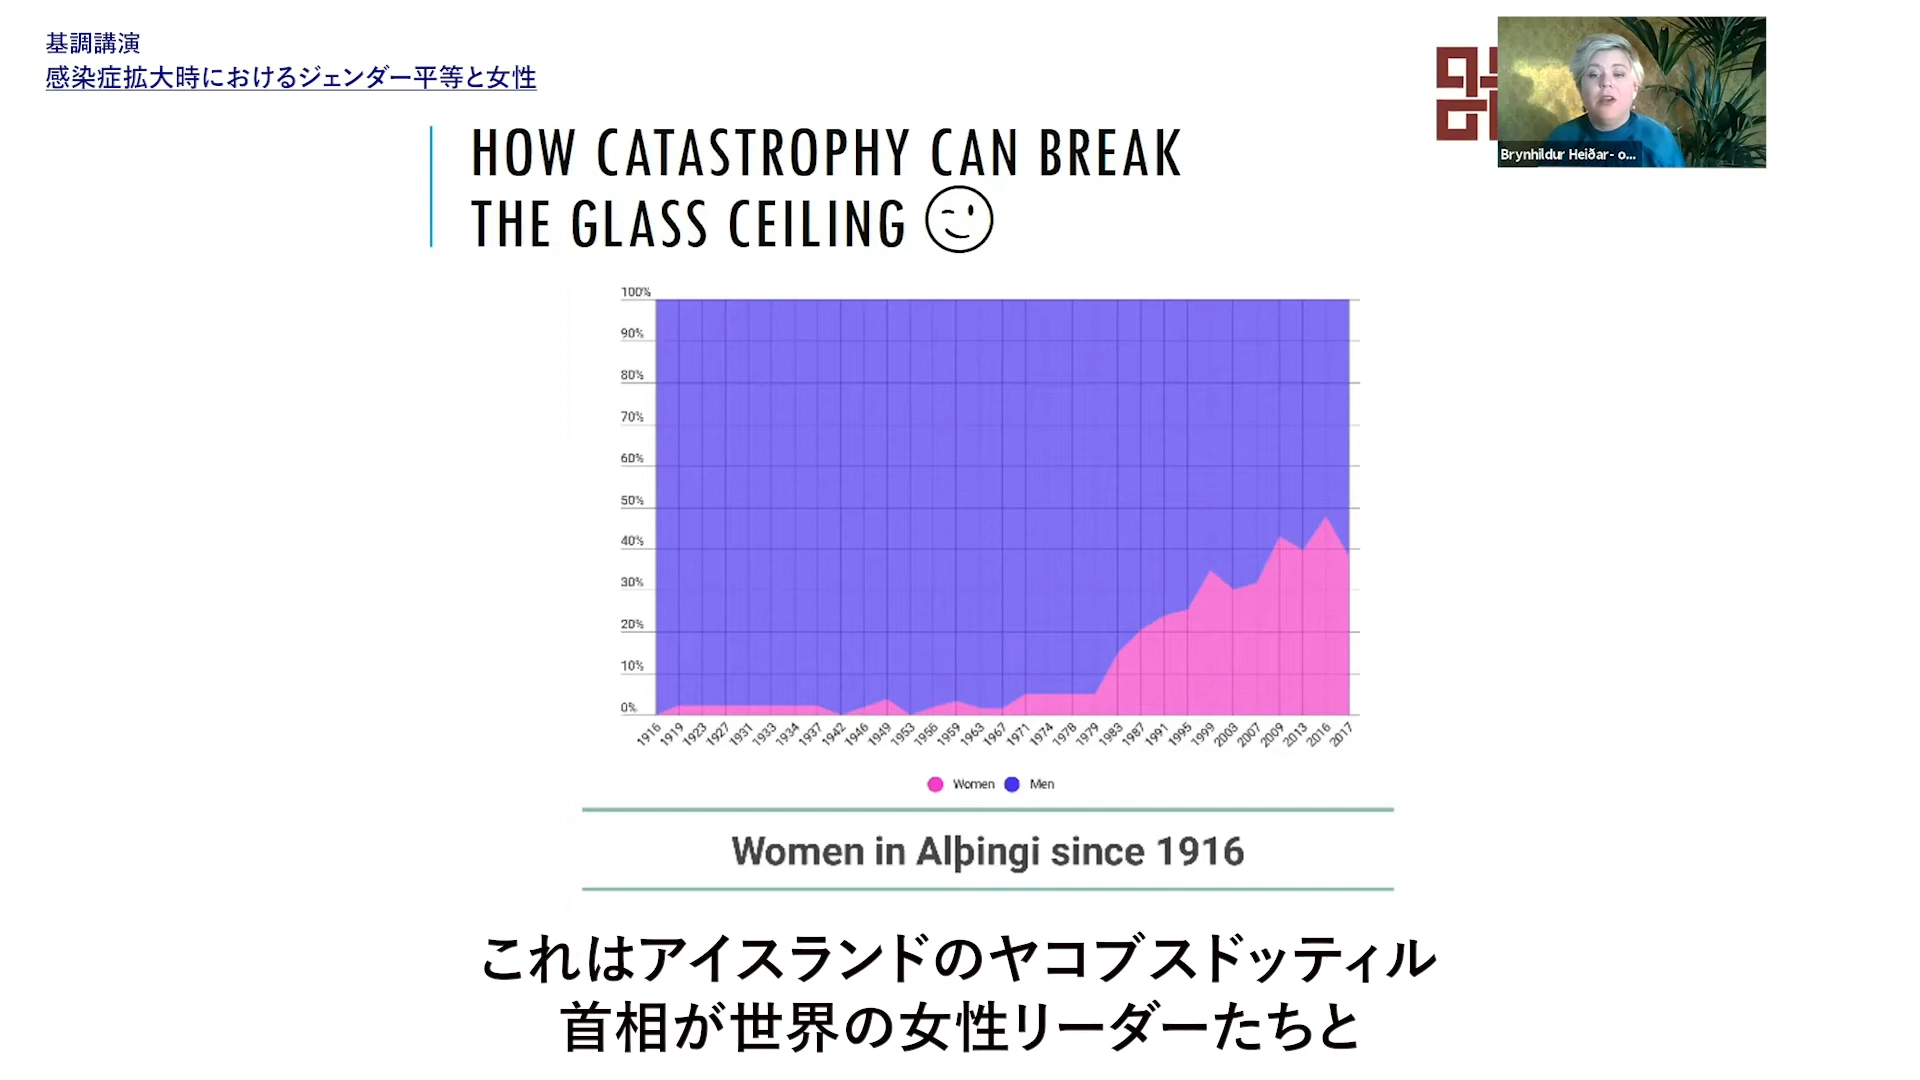 基調講演
感染症拡大時におけるジェンダー平等と女性
Brynhildur Heiðar- o...
HOW CATASTROPHY CAN BREAK
THE GLASS CEILING
100%
90%
80%
70%
60%
50%
40%
30%
20%
10%
0%
1916 1919 1923 1927 1931 1933 1934 1937 1942 1946 1949 1953 1956 1959 1963 1967 1971 1974 1978 1979 1983 1987 1991 1995 1999 2003 2007 2009 2013 2016 2017
Women Men
Women in Alþingi since 1916
これはアイスランドのヤコブスドッティル
首相が世界の女性リーダーたちと